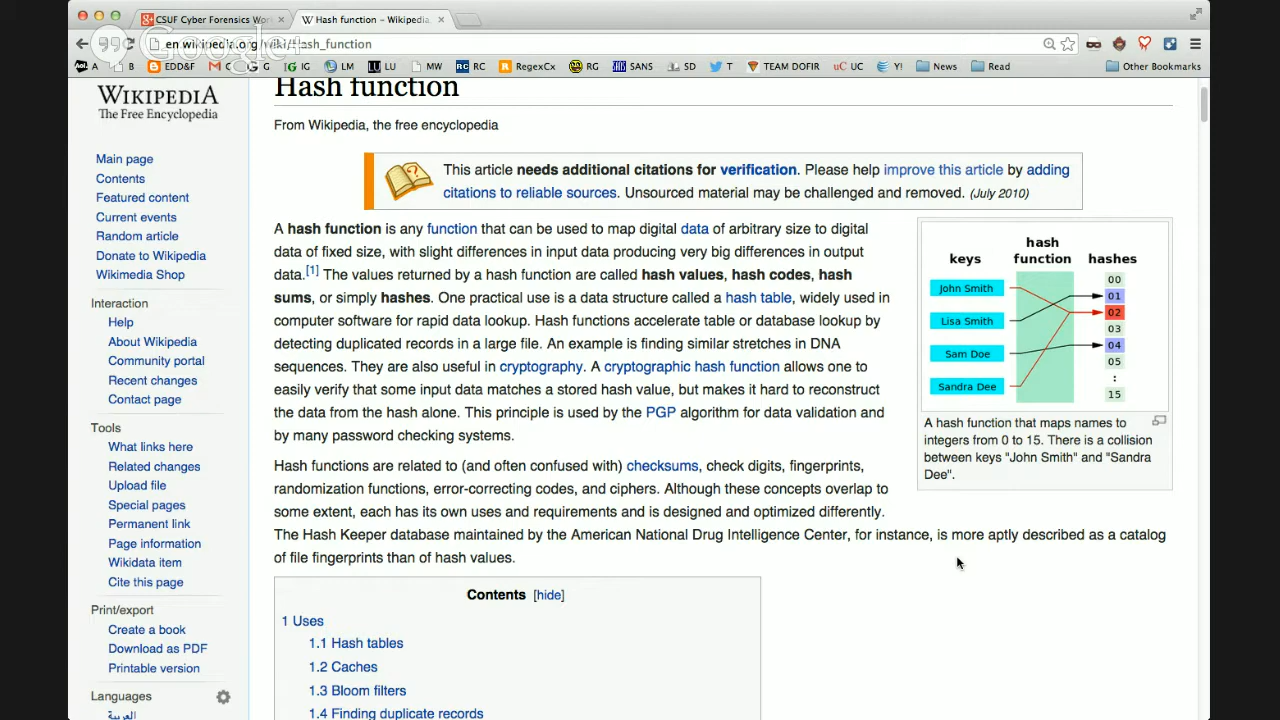 CSUF Cyber Forensics Wo
Hash function – Wikipedia,
Google+
en.wikipedia.org/wiki/Hash_function
AOL A
B
EDD&F
C
G
IG
LM
LU
MW
RC RC
RegexCx
RG
SANS
SD
T
TEAM DOFIR
UC
Y!
News
Read
Other Bookmarks
WIKIPEDIA
The Free Encyclopedia
Main page
Contents
Featured content
Current events
Random article
Donate to Wikipedia
Wikimedia Shop
Interaction
Help
About Wikipedia
Community portal
Recent changes
Contact page
Tools
What links here
Related changes
Upload file
Special pages
Permanent link
Page information
Wikidata item
Cite this page
Print/export
Create a book
Download as PDF
Printable version
Languages
العربية
Hash function
From Wikipedia, the free encyclopedia
This article needs additional citations for verification. Please help improve this article by adding
citations to reliable sources. Unsourced material may be challenged and removed. (July 2010)
A hash function is any function that can be used to map digital data of arbitrary size to digital
data of fixed size, with slight differences in input data producing very big differences in output
data.[1] The values returned by a hash function are called hash values, hash codes, hash
sums, or simply hashes. One practical use is a data structure called a hash table, widely used in
computer software for rapid data lookup. Hash functions accelerate table or database lookup by
detecting duplicated records in a large file. An example is finding similar stretches in DNA
sequences. They are also useful in cryptography. A cryptographic hash function allows one to
easily verify that some input data matches a stored hash value, but makes it hard to reconstruct
the data from the hash alone. This principle is used by the PGP algorithm for data validation and
by many password checking systems.
Hash functions are related to (and often confused with) checksums, check digits, fingerprints,
randomization functions, error-correcting codes, and ciphers. Although these concepts overlap to
some extent, each has its own uses and requirements and is designed and optimized differently.
The Hash Keeper database maintained by the American National Drug Intelligence Center, for instance, is more aptly described as a catalog
of file fingerprints than of hash values.
hash
keys function hashes
John Smith
Lisa Smith
Sam Doe
Sandra Dee
00
01
02
03
04
05
:
15
A hash function that maps names to
integers from 0 to 15. There is a collision
between keys "John Smith" and "Sandra
Dee".
Contents [hide]
1 Uses
1.1 Hash tables
1.2 Caches
1.3 Bloom filters
1.4 Finding duplicate records